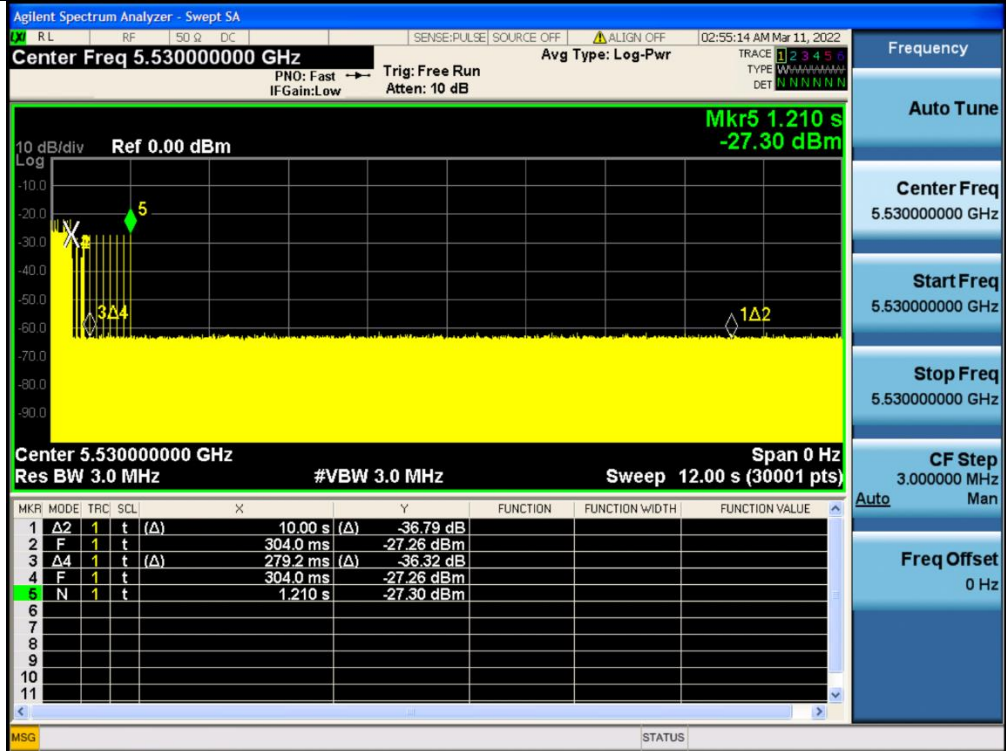 Agilent Spectrum Analyzer - Swept SA
LXI RL RF 50 Ω DC SENSE:PULSE SOURCE OFF ALIGN OFF 02:55:14 AM Mar 11, 2022
Center Freq 5.530000000 GHz
PNO: Fast
IFGain:Low
Trig: Free Run
Atten: 10 dB
Avg Type: Log-Pwr
TRACE 1 2 3 4 5 6
TYPE
DET N N N N N N
Mkr5 1.210 s
-27.30 dBm
10 dB/div Ref 0.00 dBm
Log
-10.0
-20.0
-30.0
-40.0
-50.0
-60.0
-70.0
-80.0
-90.0
5
3Δ4
1Δ2
Center 5.530000000 GHz Span 0 Hz
Res BW 3.0 MHz #VBW 3.0 MHz Sweep 12.00 s (30001 pts)
MKR MODE TRC SCL X Y FUNCTION FUNCTION WIDTH FUNCTION VALUE
1 Δ2 1 t (Δ) 10.00 s (Δ) -36.79 dB
2 F 1 t 304.0 ms -27.26 dBm
3 Δ4 1 t (Δ) 279.2 ms (Δ) -36.32 dB
4 F 1 t 304.0 ms -27.26 dBm
5 N 1 t 1.210 s -27.30 dBm
6
7
8
9
10
11
MSG STATUS
Frequency
Auto Tune
Center Freq
5.530000000 GHz
Start Freq
5.530000000 GHz
Stop Freq
5.530000000 GHz
CF Step
3.000000 MHz
Auto Man
Freq Offset
0 Hz